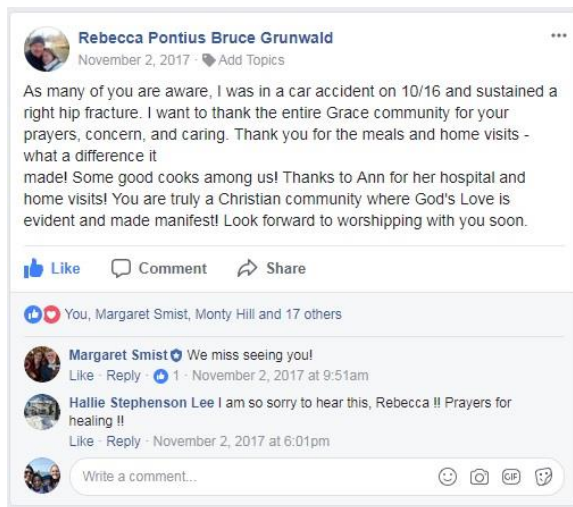 Rebecca Pontius Bruce Grunwald
November 2, 2017 · Add Topics
As many of you are aware, I was in a car accident on 10/16 and sustained a
right hip fracture. I want to thank the entire Grace community for your
prayers, concern, and caring. Thank you for the meals and home visits -
what a difference it
made! Some good cooks among us! Thanks to Ann for her hospital and
home visits! You are truly a Christian community where God's Love is
evident and made manifest! Look forward to worshipping with you soon.
Like Comment Share
You, Margaret Smist, Monty Hill and 17 others
Margaret Smist We miss seeing you!
Like · Reply · 1 · November 2, 2017 at 9:51am
Hallie Stephenson Lee I am so sorry to hear this, Rebecca !! Prayers for
healing !!
Like · Reply · November 2, 2017 at 6:01pm
Write a comment... GIF